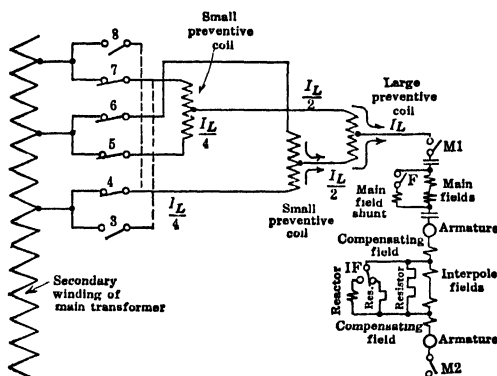 Small
preventive
coil
8
7
6
5
4
3
I_L/4
I_L/4
I_L/2
I_L/2
I_L
Large
preventive
coil
Small
preventive
coil
M1
Main
field
shunt
F
Main
fields
Armature
Compensating
field
Interpole
fields
Reactor
IF
Res.
Resistor
Compensating
field
Armature
M2
Secondary
winding of
main transformer